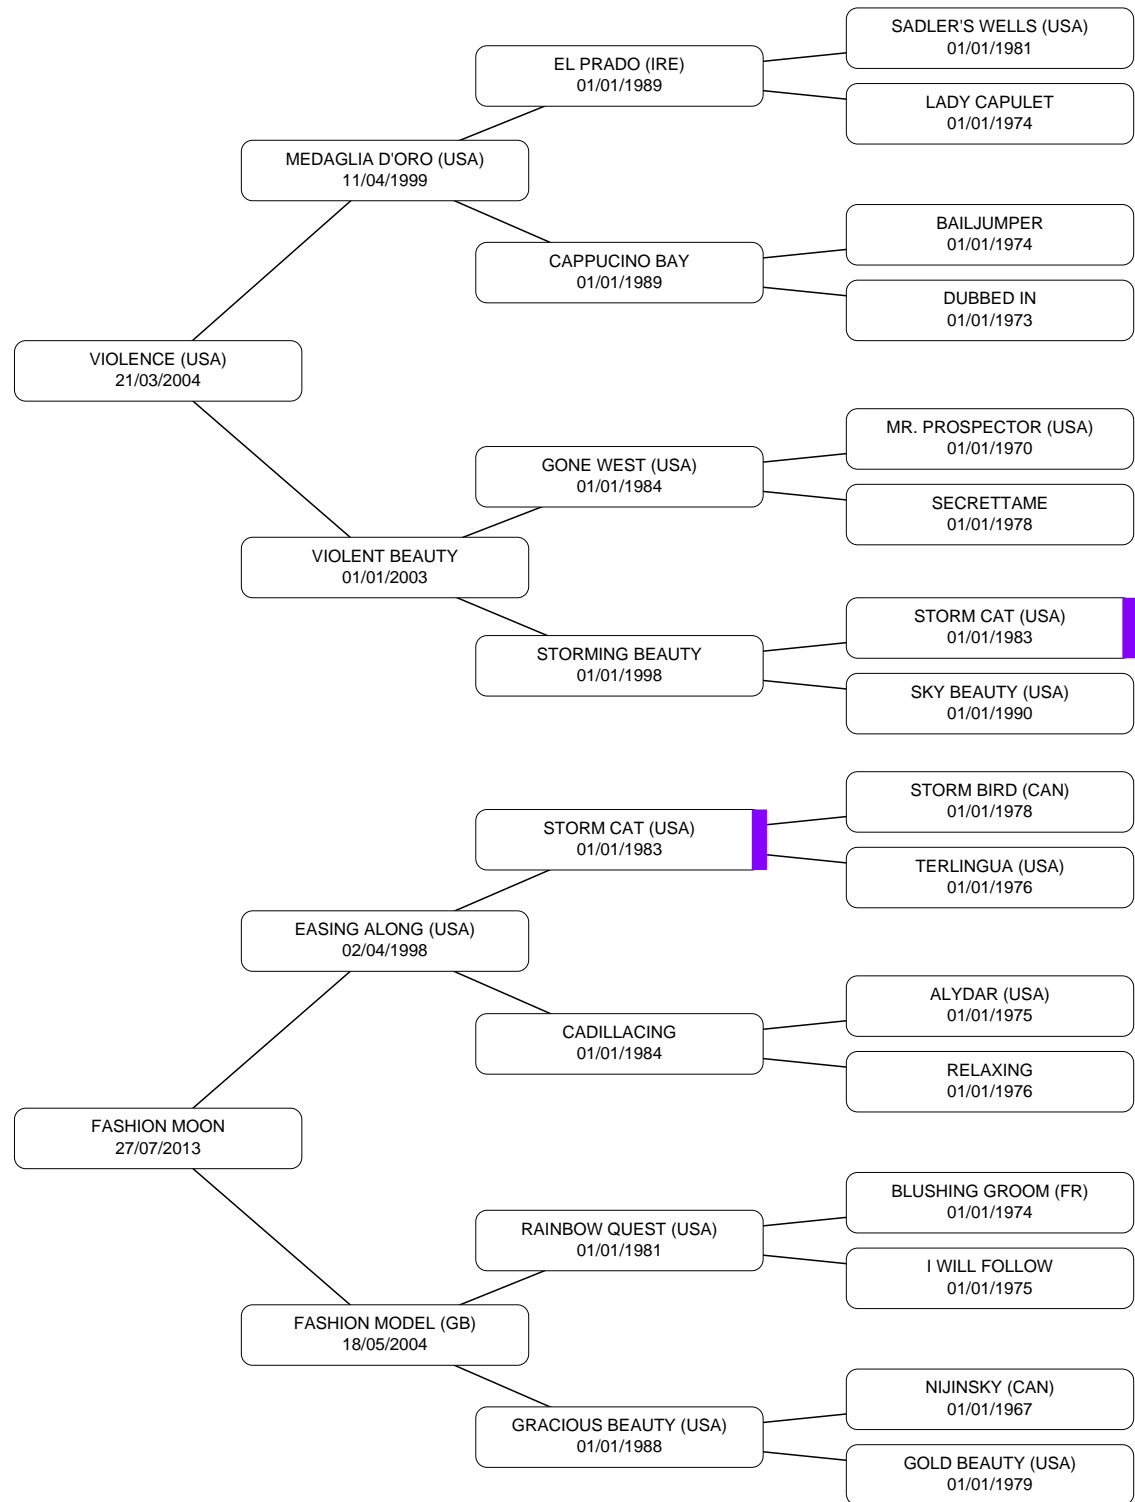 SADLER'S WELLS (USA)
01/01/1981
EL PRADO (IRE)
01/01/1989
LADY CAPULET
01/01/1974
MEDAGLIA D'ORO (USA)
11/04/1999
BAILJUMPER
01/01/1974
CAPPUCINO BAY
01/01/1989
DUBBED IN
01/01/1973
VIOLENCE (USA)
21/03/2004
MR. PROSPECTOR (USA)
01/01/1970
GONE WEST (USA)
01/01/1984
SECRETTAME
01/01/1978
VIOLENT BEAUTY
01/01/2003
STORM CAT (USA)
01/01/1983
STORMING BEAUTY
01/01/1998
SKY BEAUTY (USA)
01/01/1990
STORM BIRD (CAN)
01/01/1978
STORM CAT (USA)
01/01/1983
TERLINGUA (USA)
01/01/1976
EASING ALONG (USA)
02/04/1998
ALYDAR (USA)
01/01/1975
CADILLACING
01/01/1984
RELAXING
01/01/1976
FASHION MOON
27/07/2013
BLUSHING GROOM (FR)
01/01/1974
RAINBOW QUEST (USA)
01/01/1981
I WILL FOLLOW
01/01/1975
FASHION MODEL (GB)
18/05/2004
NIJINSKY (CAN)
01/01/1967
GRACIOUS BEAUTY (USA)
01/01/1988
GOLD BEAUTY (USA)
01/01/1979